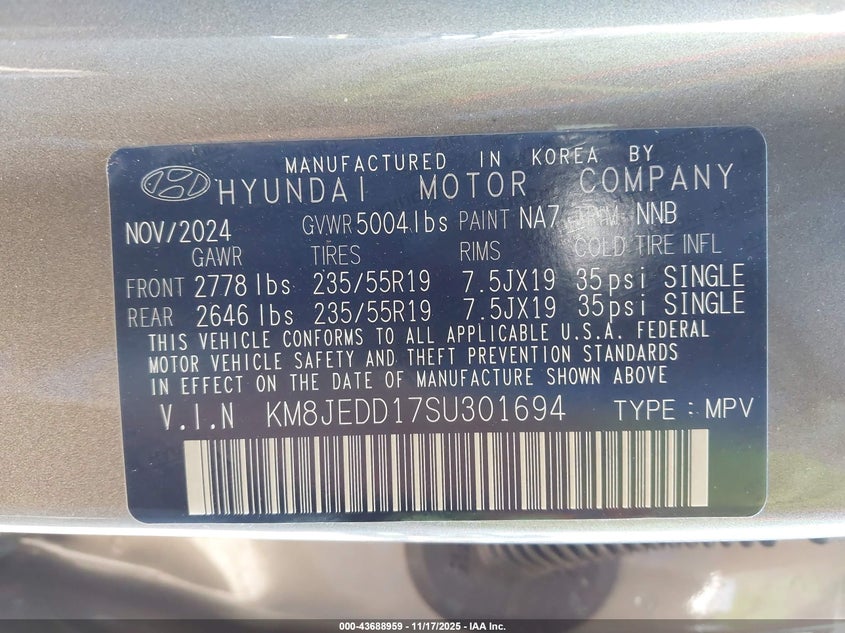 MANUFACTURED IN KOREA BY
HYUNDAI MOTOR COMPANY
NOV/2024 GVWR 5004 lbs PAINT NA7 TRIM NNB
GAWR TIRES RIMS COLD TIRE INFL
FRONT 2778 lbs 235/55R19 7.5JX19 35psi SINGLE
REAR 2646 lbs 235/55R19 7.5JX19 35psi SINGLE
THIS VEHICLE CONFORMS TO ALL APPLICABLE U.S.A. FEDERAL
MOTOR VEHICLE SAFETY AND THEFT PREVENTION STANDARDS
IN EFFECT ON THE DATE OF MANUFACTURE SHOWN ABOVE
V.I.N KM8JEDD17SU301694 TYPE : MPV
000-43688959 - 11/17/2025 - IAA Inc.